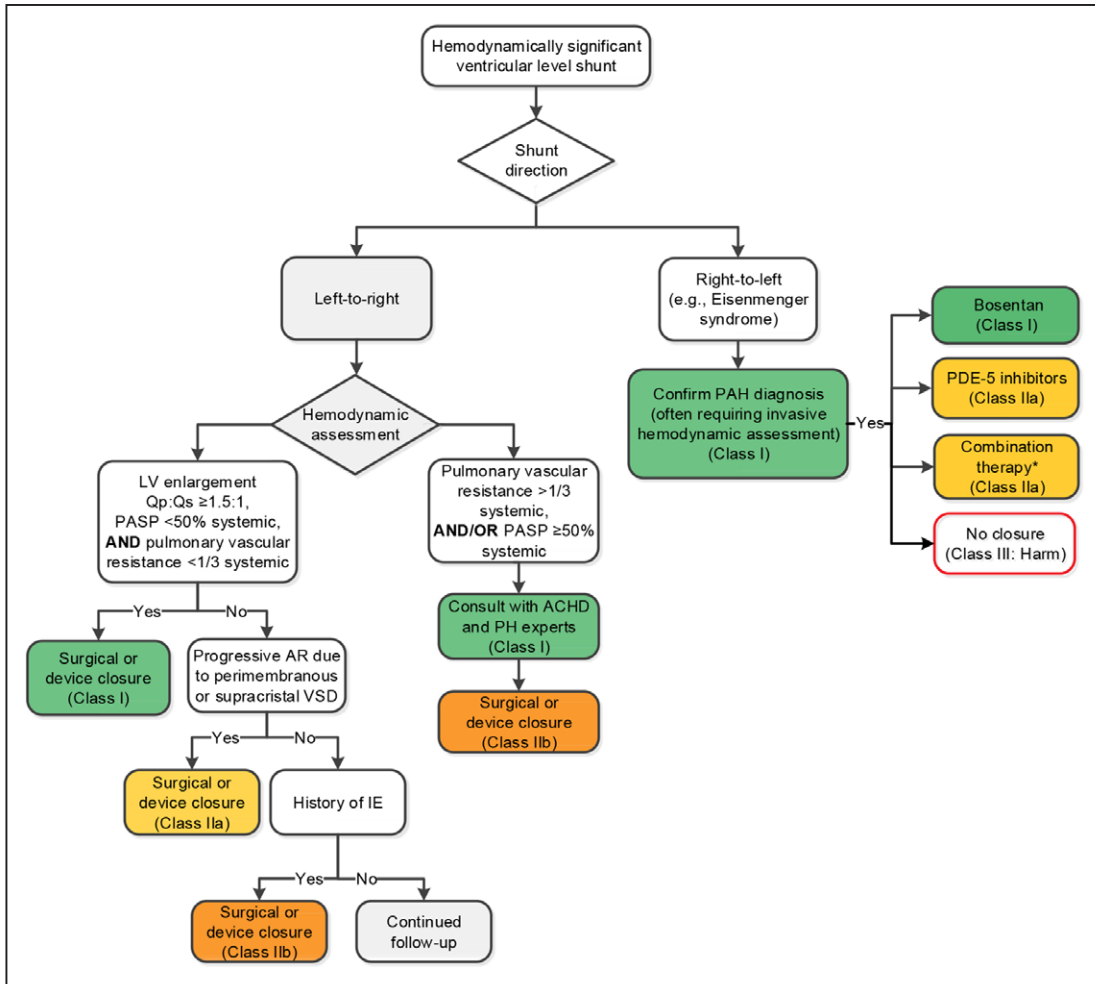 Hemodynamically significant
ventricular level shunt
Shunt
direction
Left-to-right
Right-to-left
(e.g., Eisenmenger
syndrome)
Bosentan
(Class I)
PDE-5 inhibitors
(Class IIa)
Combination
therapy*
(Class IIa)
No closure
(Class III: Harm)
Confirm PAH diagnosis
(often requiring invasive
hemodynamic assessment)
(Class I)
Yes
Hemodynamic
assessment
LV enlargement
Qp:Qs ≥1.5:1,
PASP <50% systemic,
AND pulmonary vascular
resistance <1/3 systemic
Pulmonary vascular
resistance >1/3
systemic,
AND/OR PASP ≥50%
systemic
Yes
No
Surgical or
device closure
(Class I)
Progressive AR due
to perimembranous
or supracristal VSD
Consult with ACHD
and PH experts
(Class I)
Surgical or
device closure
(Class IIb)
Yes
No
Surgical or
device closure
(Class IIa)
History of IE
Yes
No
Surgical or
device closure
(Class IIb)
Continued
follow-up